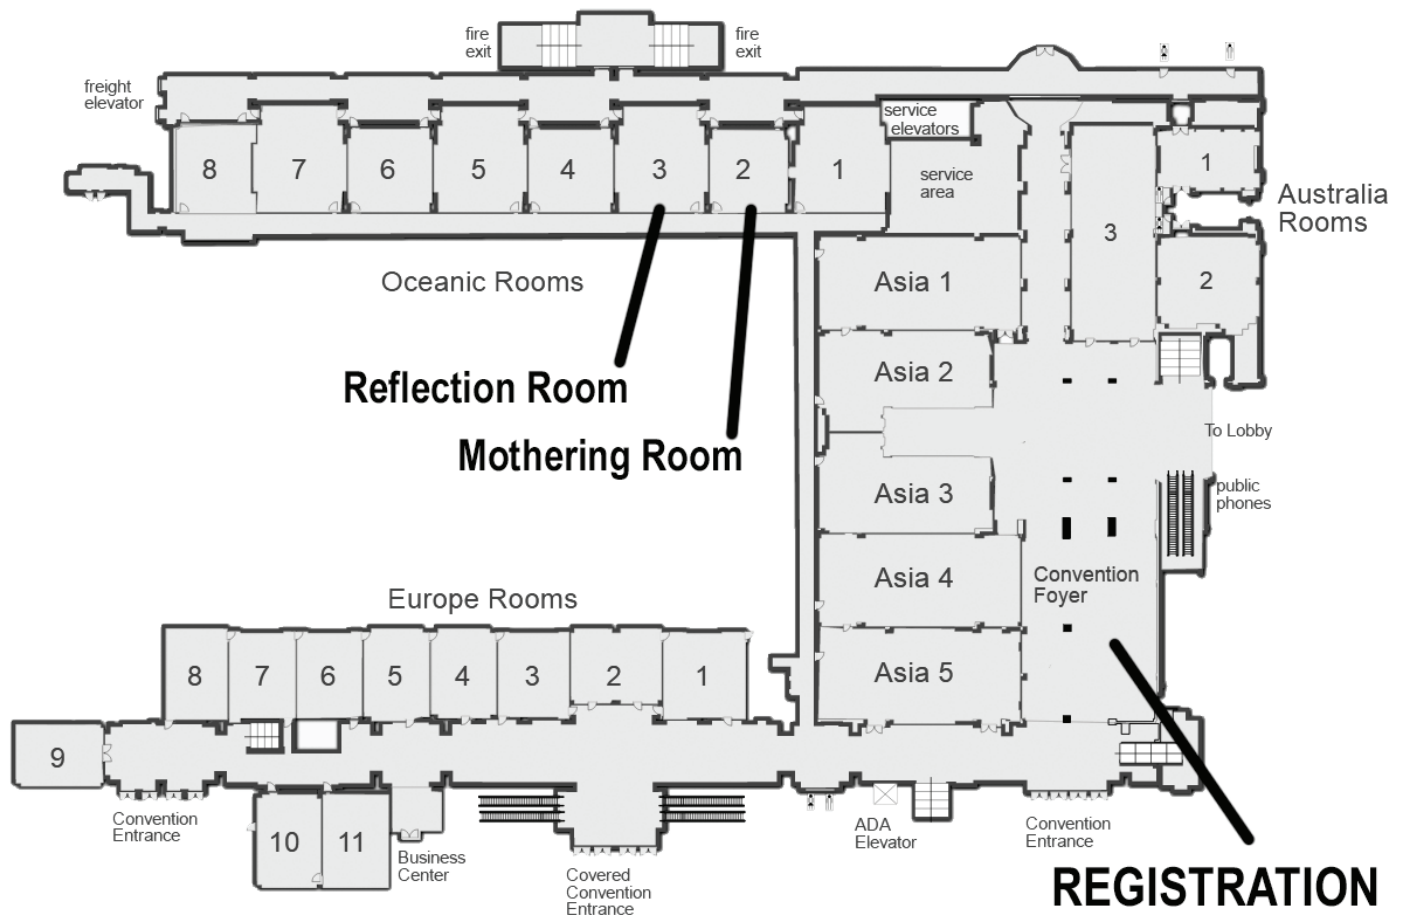 fire
exit
fire
exit
freight
elevator
service
elevators
8
7
6
5
4
3
2
1
service
area
3
1
2
Australia
Rooms
Oceanic Rooms
Asia 1
Reflection Room
Mothering Room
Asia 2
To Lobby
Asia 3
public
phones
Asia 4
Convention
Foyer
Europe Rooms
Asia 5
8
7
6
5
4
3
2
1
9
10
11
Convention
Entrance
Business
Center
Covered
Convention
Entrance
ADA
Elevator
Convention
Entrance
REGISTRATION